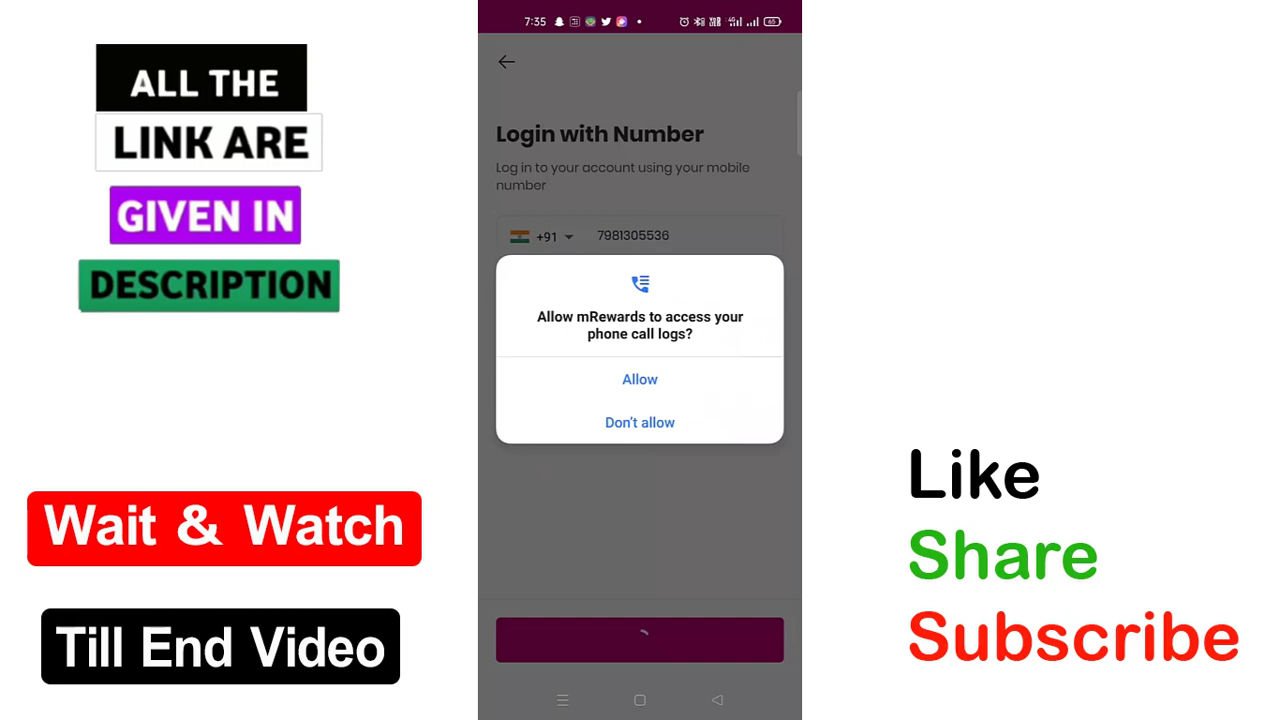 ALL THE
LINK ARE
GIVEN IN
DESCRIPTION
Wait & Watch
Till End Video
7:35
65
Login with Number
Log in to your account using your mobile
number
+91 7981305536
Allow mRewards to access your
phone call logs?
Allow
Don't allow
Like
Share
Subscribe